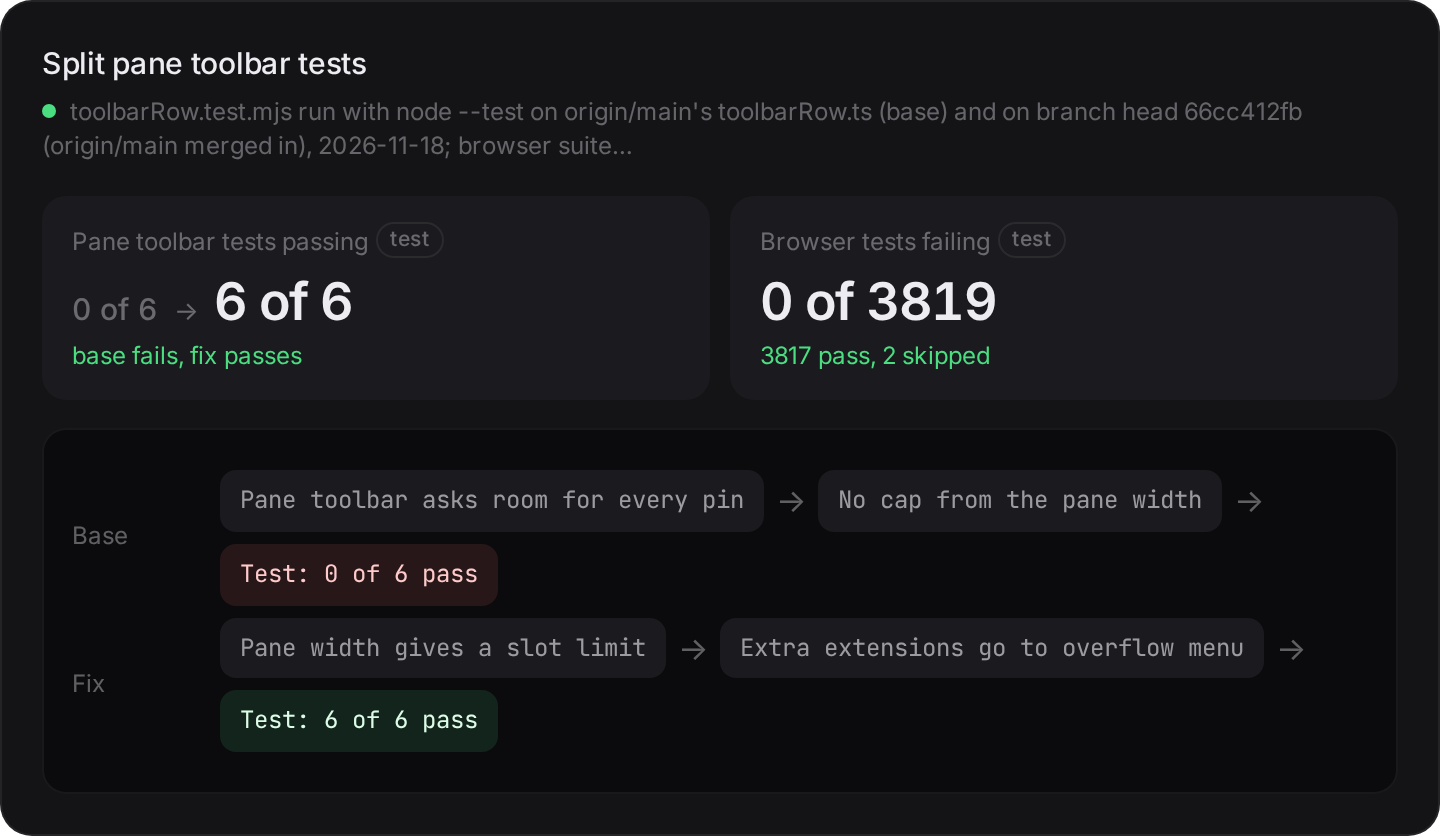 Split pane toolbar tests
toolbarRow.test.mjs run with node --test on origin/main's toolbarRow.ts (base) and on branch head 66cc412fb
(origin/main merged in), 2026-11-18; browser suite…
Pane toolbar tests passing test
0 of 6 → 6 of 6
base fails, fix passes
Browser tests failing test
0 of 3819
3817 pass, 2 skipped
Base
Pane toolbar asks room for every pin → No cap from the pane width →
Test: 0 of 6 pass
Fix
Pane width gives a slot limit → Extra extensions go to overflow menu →
Test: 6 of 6 pass